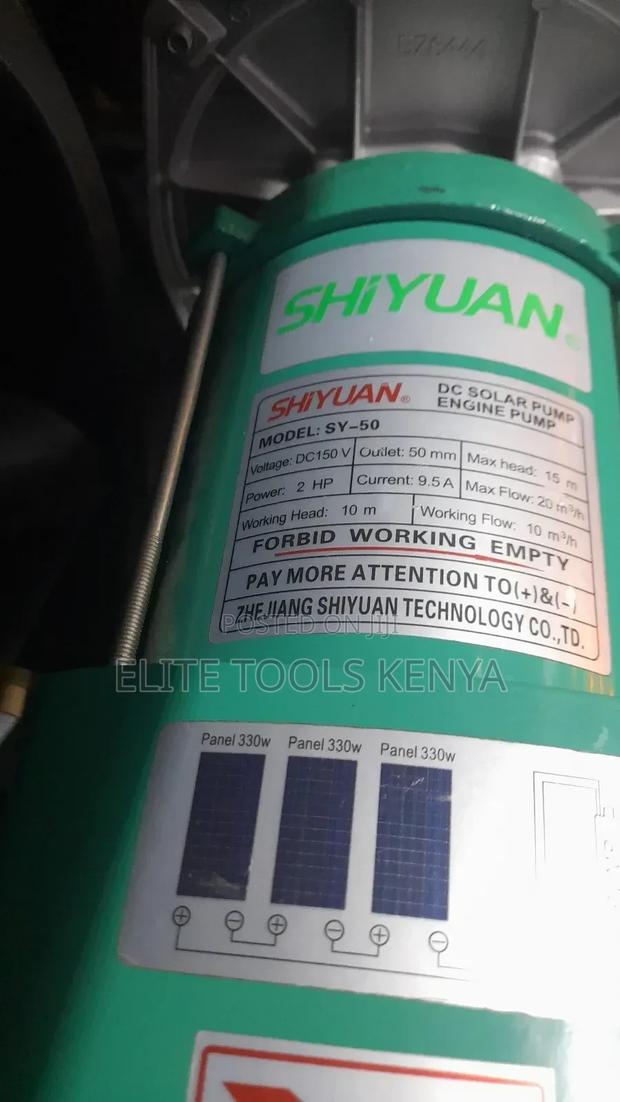 SHiYUAN®
SHiYUAN® DC SOLAR PUMP
ENGINE PUMP
MODEL: SY-50
Voltage: DC150 V Outlet: 50 mm Max head: 15 m
Power: 2 HP Current: 9.5 A Max Flow: 20 m³/h
Working Head: 10 m Working Flow: 10 m³/h
FORBID WORKING EMPTY
PAY MORE ATTENTION TO(+)&(-)
ZHEJIANG SHIYUAN TECHNOLOGY CO.,TD.
POSTED ON JIJI
ELITE TOOLS KENYA
Panel 330w Panel 330w Panel 330w